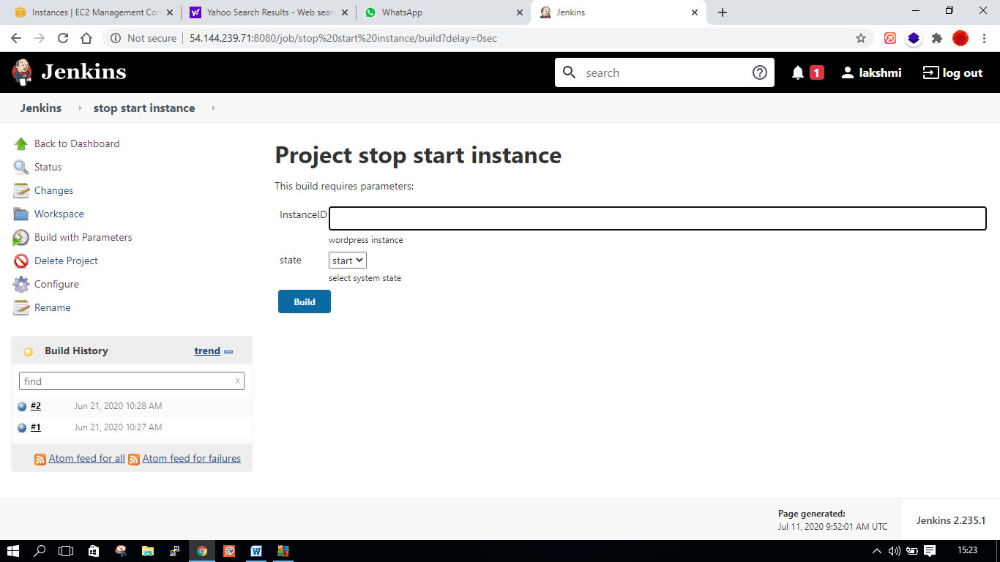 Instances | EC2 Management Con
Yahoo Search Results - Web sear
WhatsApp
Jenkins
Not secure
54.144.239.71:8080/job/stop%20start%20instance/build?delay=0sec
Jenkins
search
1
lakshmi
log out
Jenkins
stop start instance
Back to Dashboard
Status
Changes
Workspace
Build with Parameters
Delete Project
Configure
Rename
Project stop start instance
This build requires parameters:
InstanceID
wordpress instance
state
start
select system state
Build
Build History
trend
find
x
#2 Jun 21, 2020 10:28 AM
#1 Jun 21, 2020 10:27 AM
Atom feed for all
Atom feed for failures
Page generated:
Jul 11, 2020 9:52:01 AM UTC
Jenkins 2.235.1
15:23